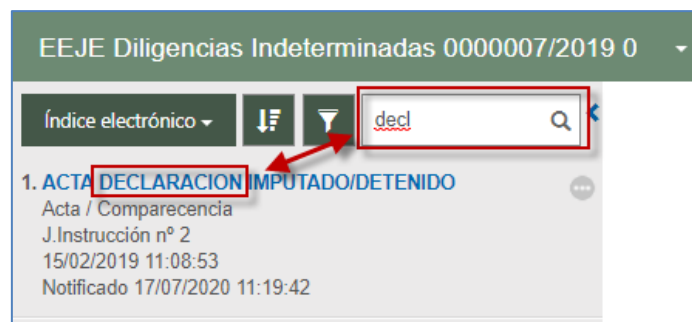 EEJE Diligencias Indeterminadas 0000007/2019 0
Índice electrónico decl
1. ACTA DECLARACION IMPUTADO/DETENIDO
Acta / Comparecencia
J.Instrucción nº 2
15/02/2019 11:08:53
Notificado 17/07/2020 11:19:42